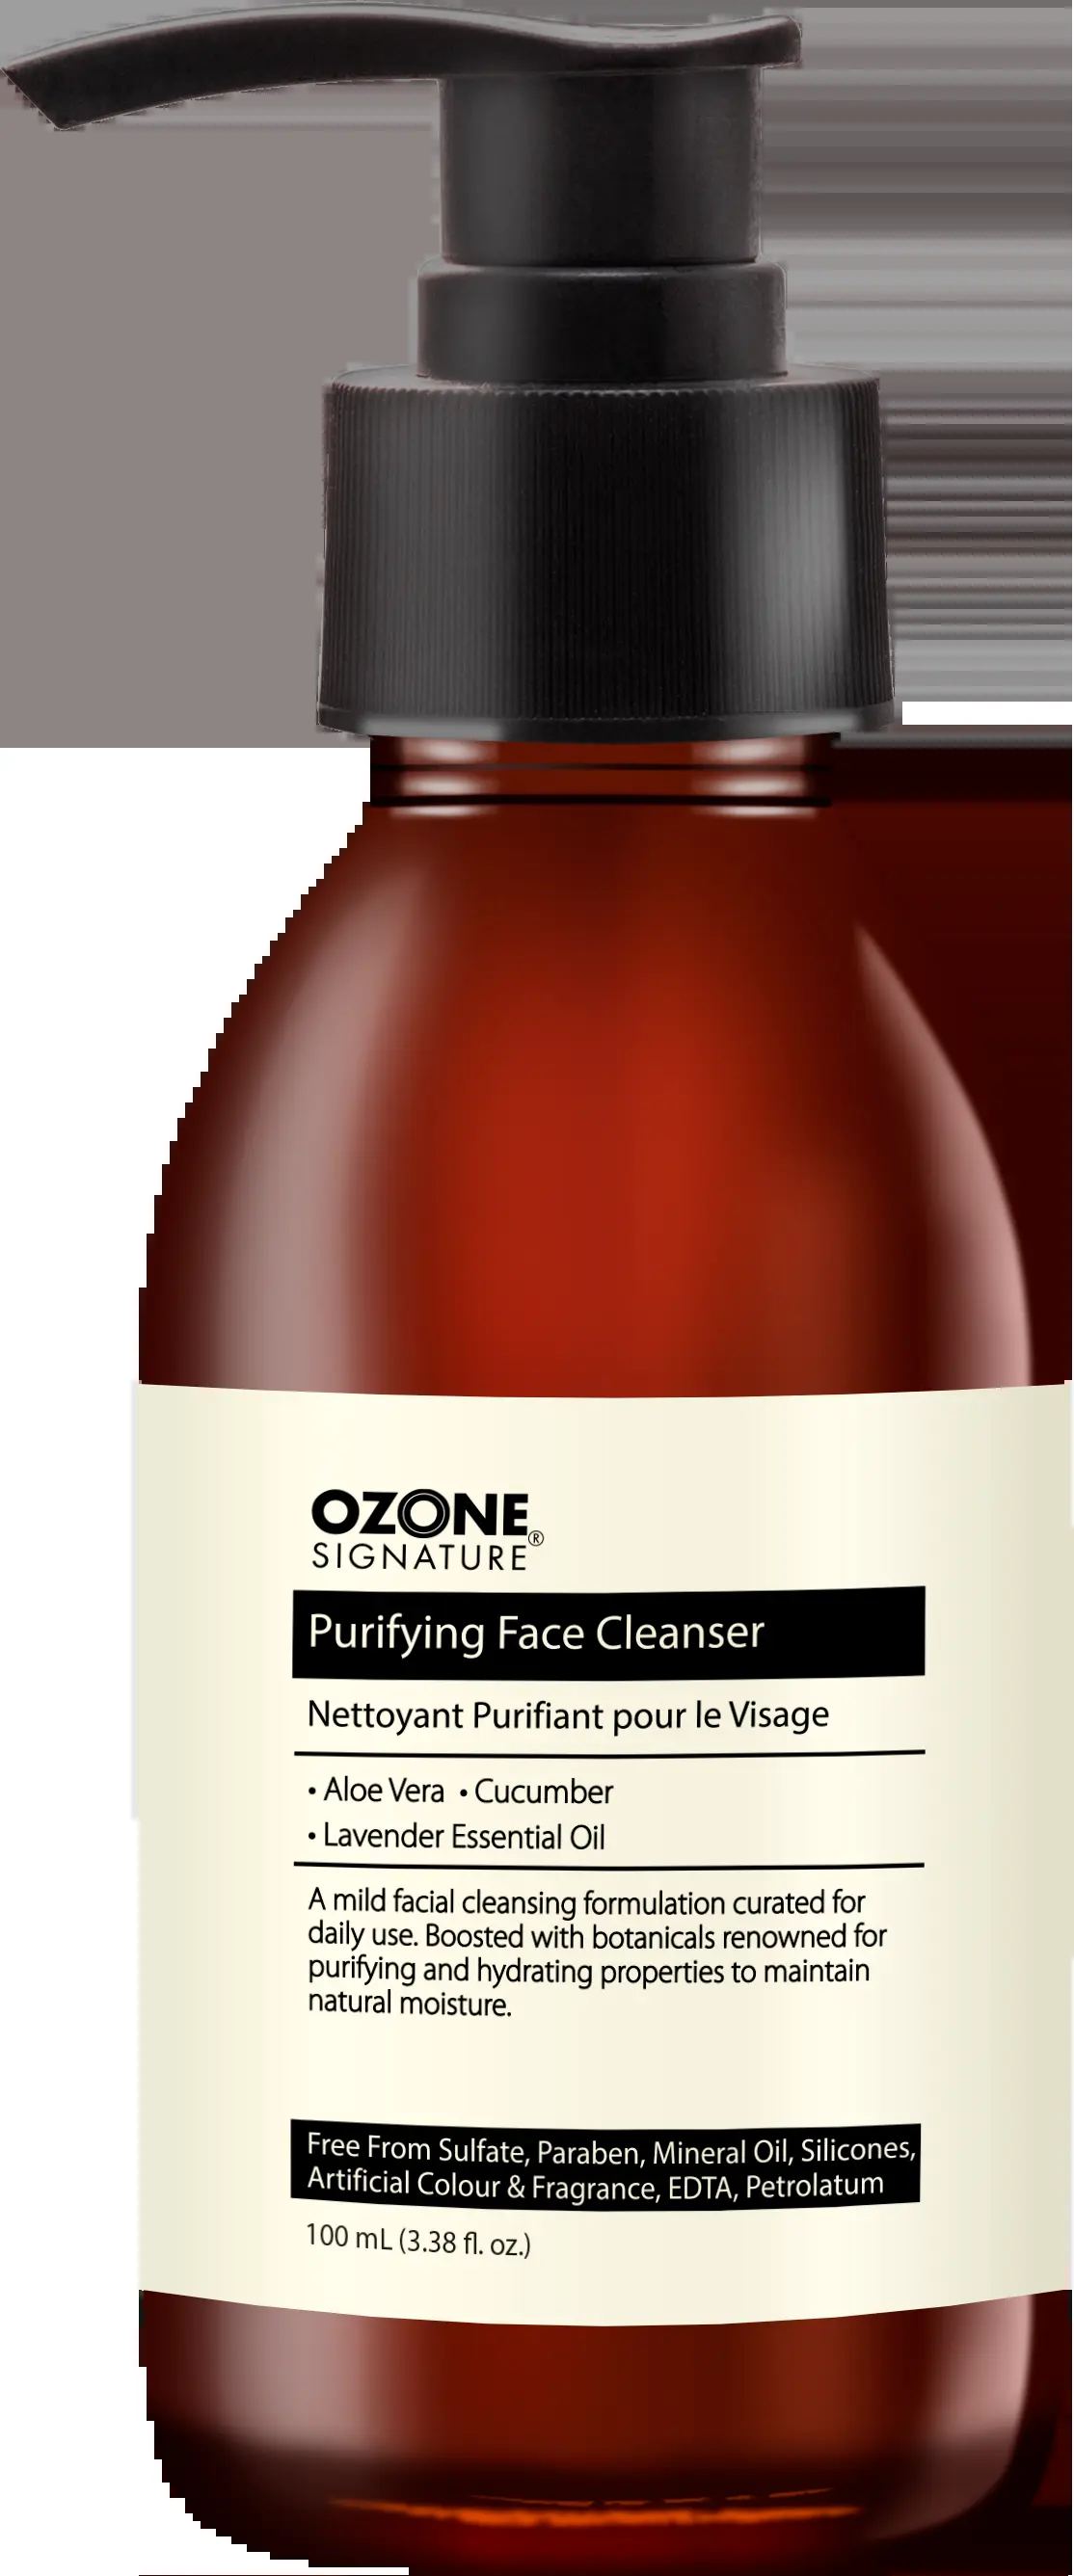 OZONE
SIGNATURE®
Purifying Face Cleanser
Nettoyant Purifiant pour le Visage
• Aloe Vera • Cucumber
• Lavender Essential Oil
A mild facial cleansing formulation curated for
daily use. Boosted with botanicals renowned for
purifying and hydrating properties to maintain
natural moisture.
Free From Sulfate, Paraben, Mineral Oil, Silicones,
Artificial Colour & Fragrance, EDTA, Petrolatum
100 mL (3.38 fl. oz.)